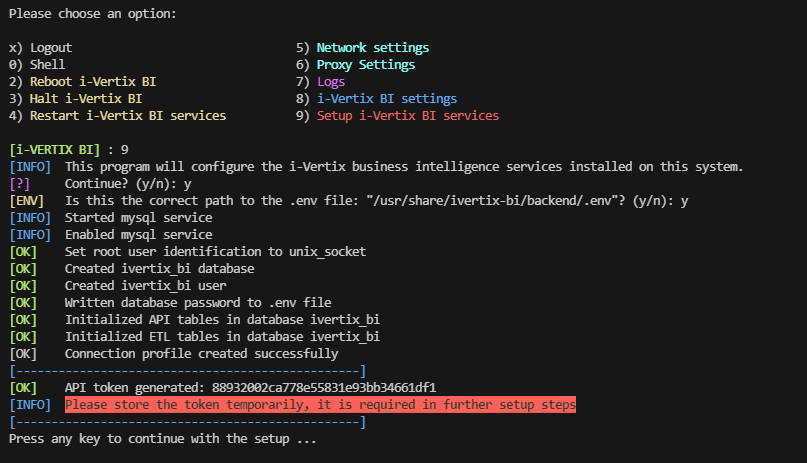 Please choose an option:
x) Logout 5) Network settings
0) Shell 6) Proxy Settings
2) Reboot i-Vertix BI 7) Logs
3) Halt i-Vertix BI 8) i-Vertix BI settings
4) Restart i-Vertix BI services 9) Setup i-Vertix BI services
[i-VERTIX BI] : 9
[INFO] This program will configure the i-Vertix business intelligence services installed on this system.
[?] Continue? (y/n): y
[ENV] Is this the correct path to the .env file: "/usr/share/ivertix-bi/backend/.env"? (y/n): y
[INFO] Started mysql service
[INFO] Enabled mysql service
[OK] Set root user identification to unix_socket
[OK] Created ivertix_bi database
[OK] Created ivertix_bi user
[OK] Written database password to .env file
[OK] Initialized API tables in database ivertix_bi
[OK] Initialized ETL tables in database ivertix_bi
[OK] Connection profile created successfully
[-------------------------------------------------]
[OK] API token generated: 88932002ca778e55831e93bb34661df1
[INFO] Please store the token temporarily, it is required in further setup steps
[-------------------------------------------------]
Press any key to continue with the setup ...